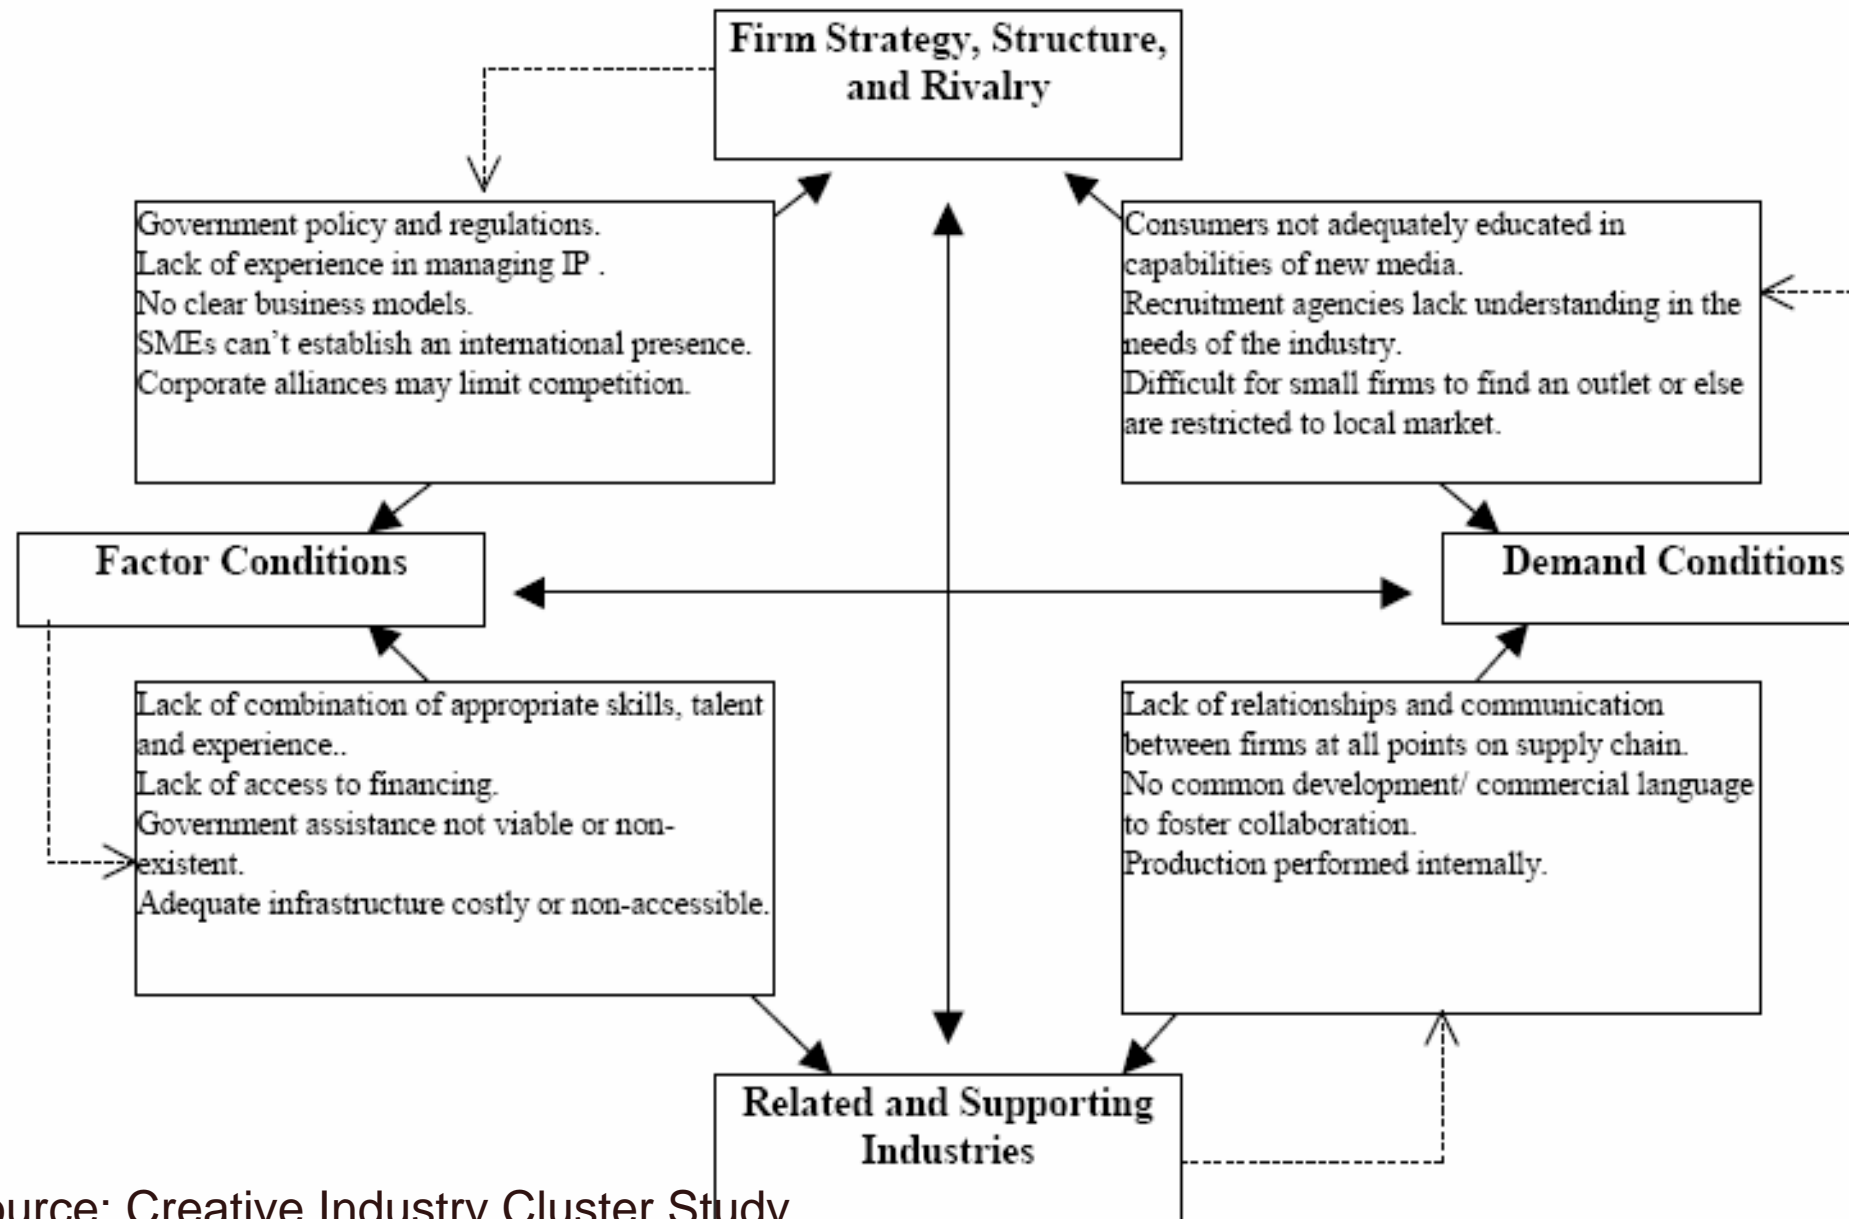 Firm Strategy, Structure,
and Rivalry
Government policy and regulations.
Lack of experience in managing IP .
No clear business models.
SMEs can't establish an international presence.
Corporate alliances may limit competition.
Consumers not adequately educated in
capabilities of new media.
Recruitment agencies lack understanding in the
needs of the industry.
Difficult for small firms to find an outlet or else
are restricted to local market.
Factor Conditions
Demand Conditions
Lack of combination of appropriate skills, talent
and experience..
Lack of access to financing.
Government assistance not viable or non-
existent.
Adequate infrastructure costly or non-accessible.
Lack of relationships and communication
between firms at all points on supply chain.
No common development/ commercial language
to foster collaboration.
Production performed internally.
Related and Supporting
Industries
ource: Creative Industry Cluster Study